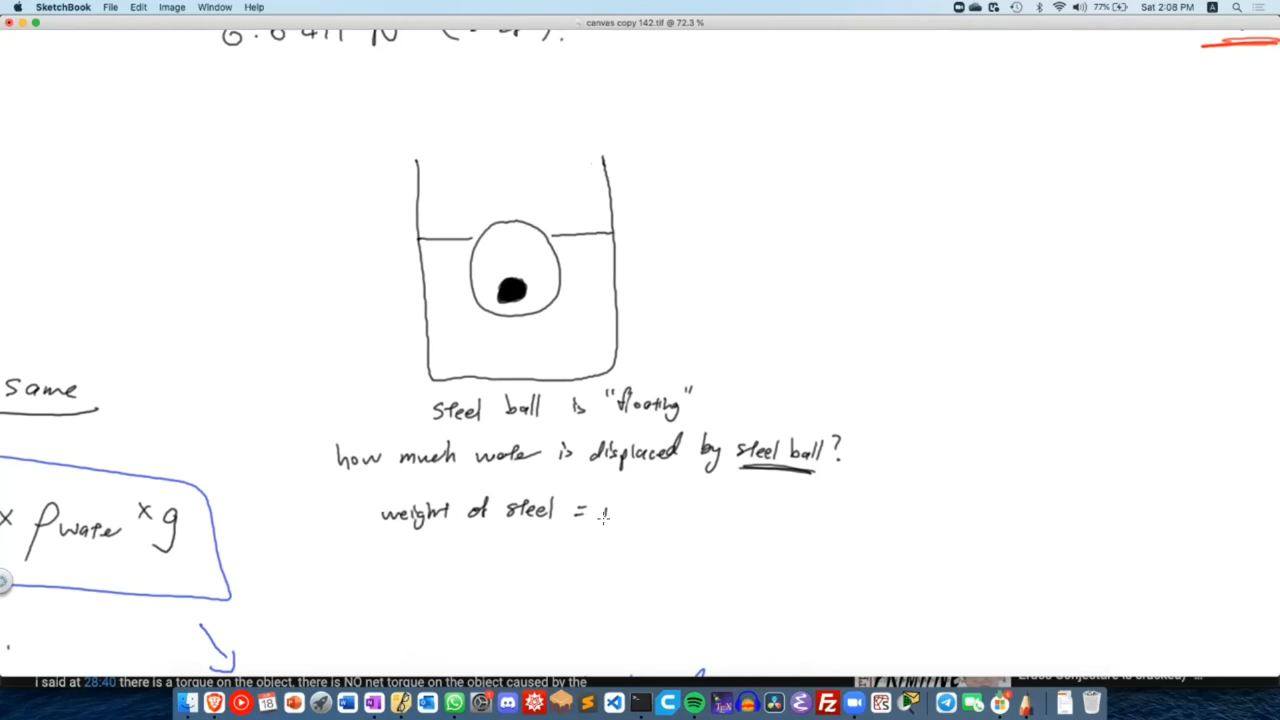 SketchBook File Edit Image Window Help 77% Sat 2:08 PM
canvas copy 142.tif @ 72.3 %
steel ball is "floating"
how much water is displaced by steel ball?
weight of steel =
same
x ρwater x g
I said at 28:40 there is a torque on the object, there is NO net torque on the object caused by the